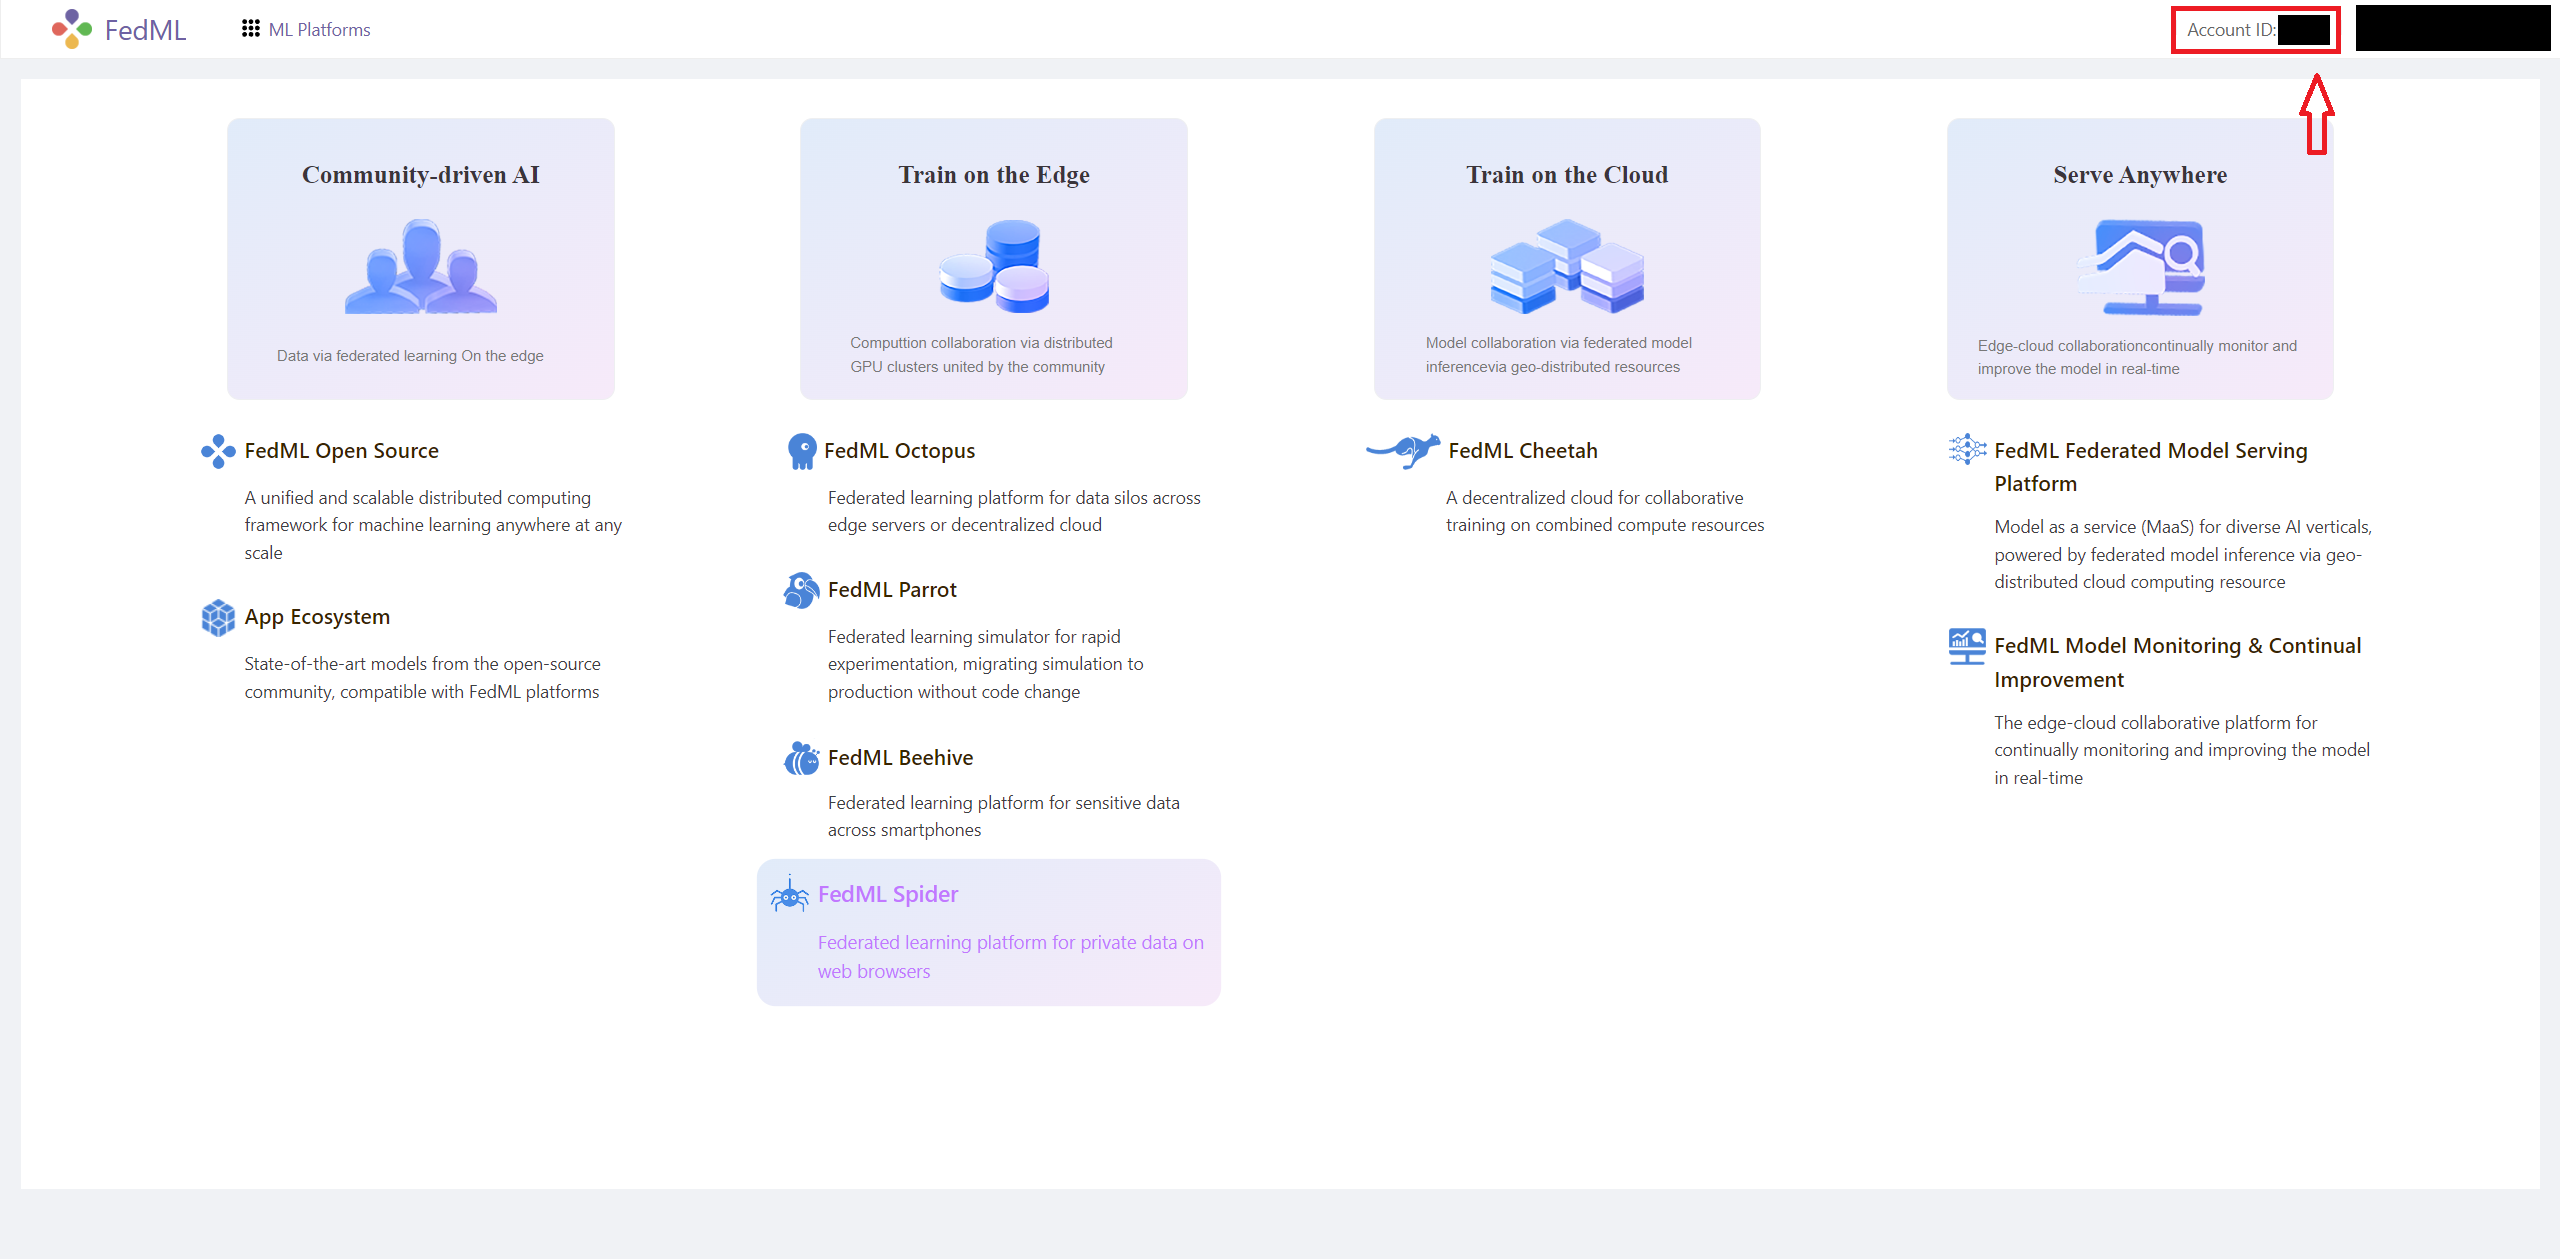 FedML
ML Platforms
Account ID:
Community-driven AI
Data via federated learning On the edge
FedML Open Source
A unified and scalable distributed computing
framework for machine learning anywhere at any
scale
App Ecosystem
State-of-the-art models from the open-source
community, compatible with FedML platforms
Train on the Edge
Computtion collaboration via distributed
GPU clusters united by the community
FedML Octopus
Federated learning platform for data silos across
edge servers or decentralized cloud
FedML Parrot
Federated learning simulator for rapid
experimentation, migrating simulation to
production without code change
FedML Beehive
Federated learning platform for sensitive data
across smartphones
FedML Spider
Federated learning platform for private data on
web browsers
Train on the Cloud
Model collaboration via federated model
inferencevia geo-distributed resources
FedML Cheetah
A decentralized cloud for collaborative
training on combined compute resources
Serve Anywhere
Edge-cloud collaborationcontinually monitor and
improve the model in real-time
FedML Federated Model Serving
Platform
Model as a service (MaaS) for diverse AI verticals,
powered by federated model inference via geo-
distributed cloud computing resource
FedML Model Monitoring & Continual
Improvement
The edge-cloud collaborative platform for
continually monitoring and improving the model
in real-time